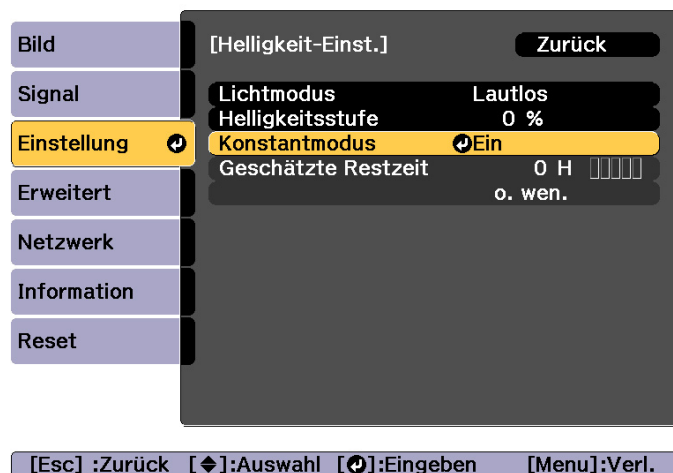 Bild
Signal
Einstellung
Erweitert
Netzwerk
Information
Reset
[Helligkeit-Einst.] Zurück
Lichtmodus Lautlos
Helligkeitsstufe 0 %
Konstantmodus Ein
Geschätzte Restzeit 0 H
o. wen.
[Esc] :Zurück [◆]:Auswahl [↵]:Eingeben [Menu]:Verl.